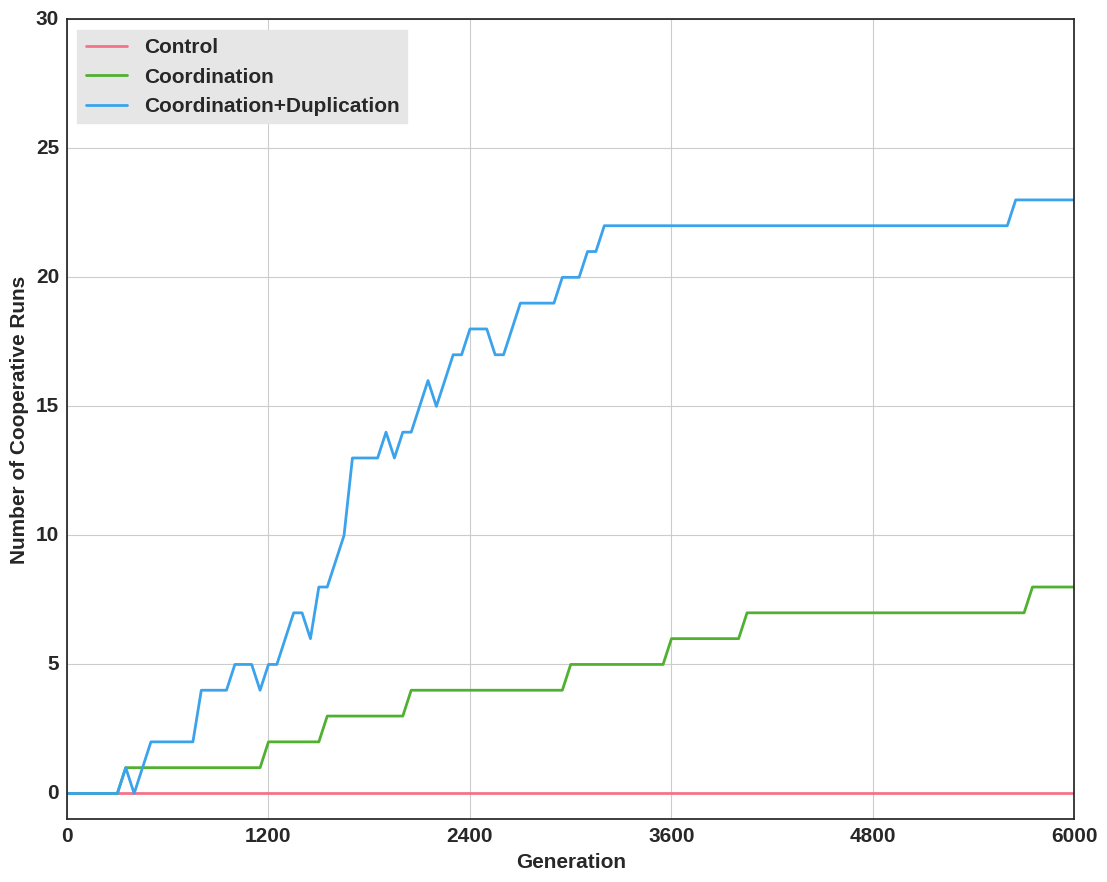 30
25
20
15
10
5
0
Control
Coordination
Coordination+Duplication
Number of Cooperative Runs
0 1200 2400 3600 4800 6000
Generation